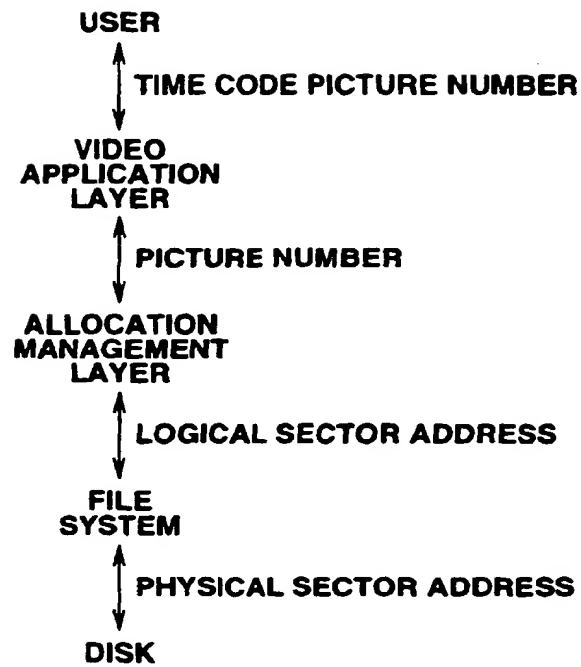 USER
TIME CODE PICTURE NUMBER
VIDEO
APPLICATION
LAYER
PICTURE NUMBER
ALLOCATION
MANAGEMENT
LAYER
LOGICAL SECTOR ADDRESS
FILE
SYSTEM
PHYSICAL SECTOR ADDRESS
DISK